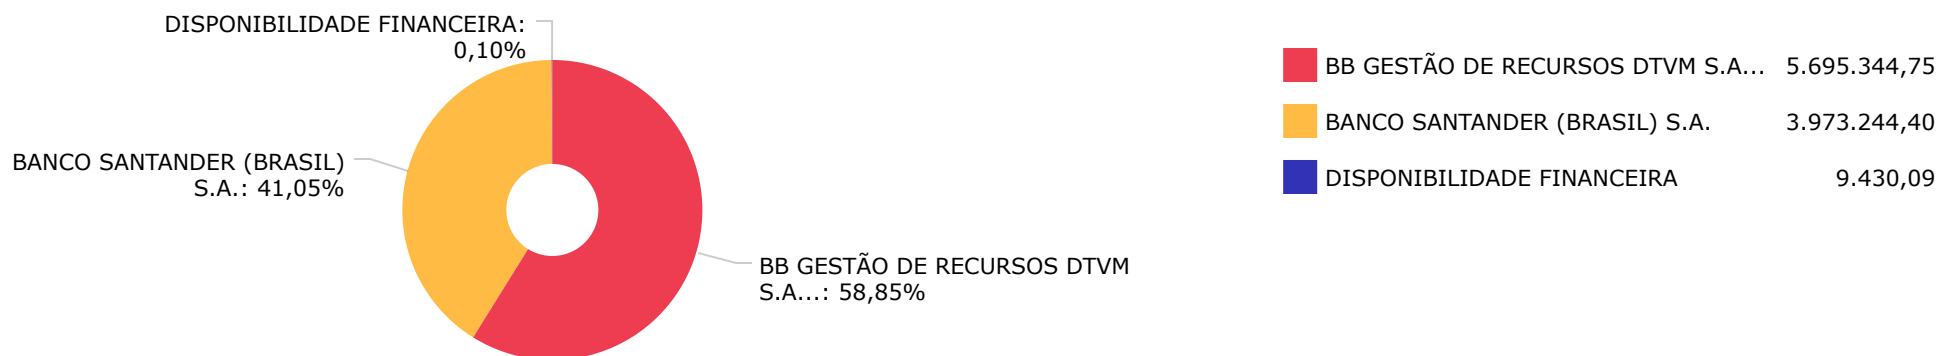 DISPONIBILIDADE FINANCEIRA:
0,10%
BANCO SANTANDER (BRASIL)
S.A.: 41,05%
BB GESTÃO DE RECURSOS DTVM
S.A...: 58,85%
BB GESTÃO DE RECURSOS DTVM S.A... 5.695.344,75
BANCO SANTANDER (BRASIL) S.A. 3.973.244,40
DISPONIBILIDADE FINANCEIRA 9.430,09